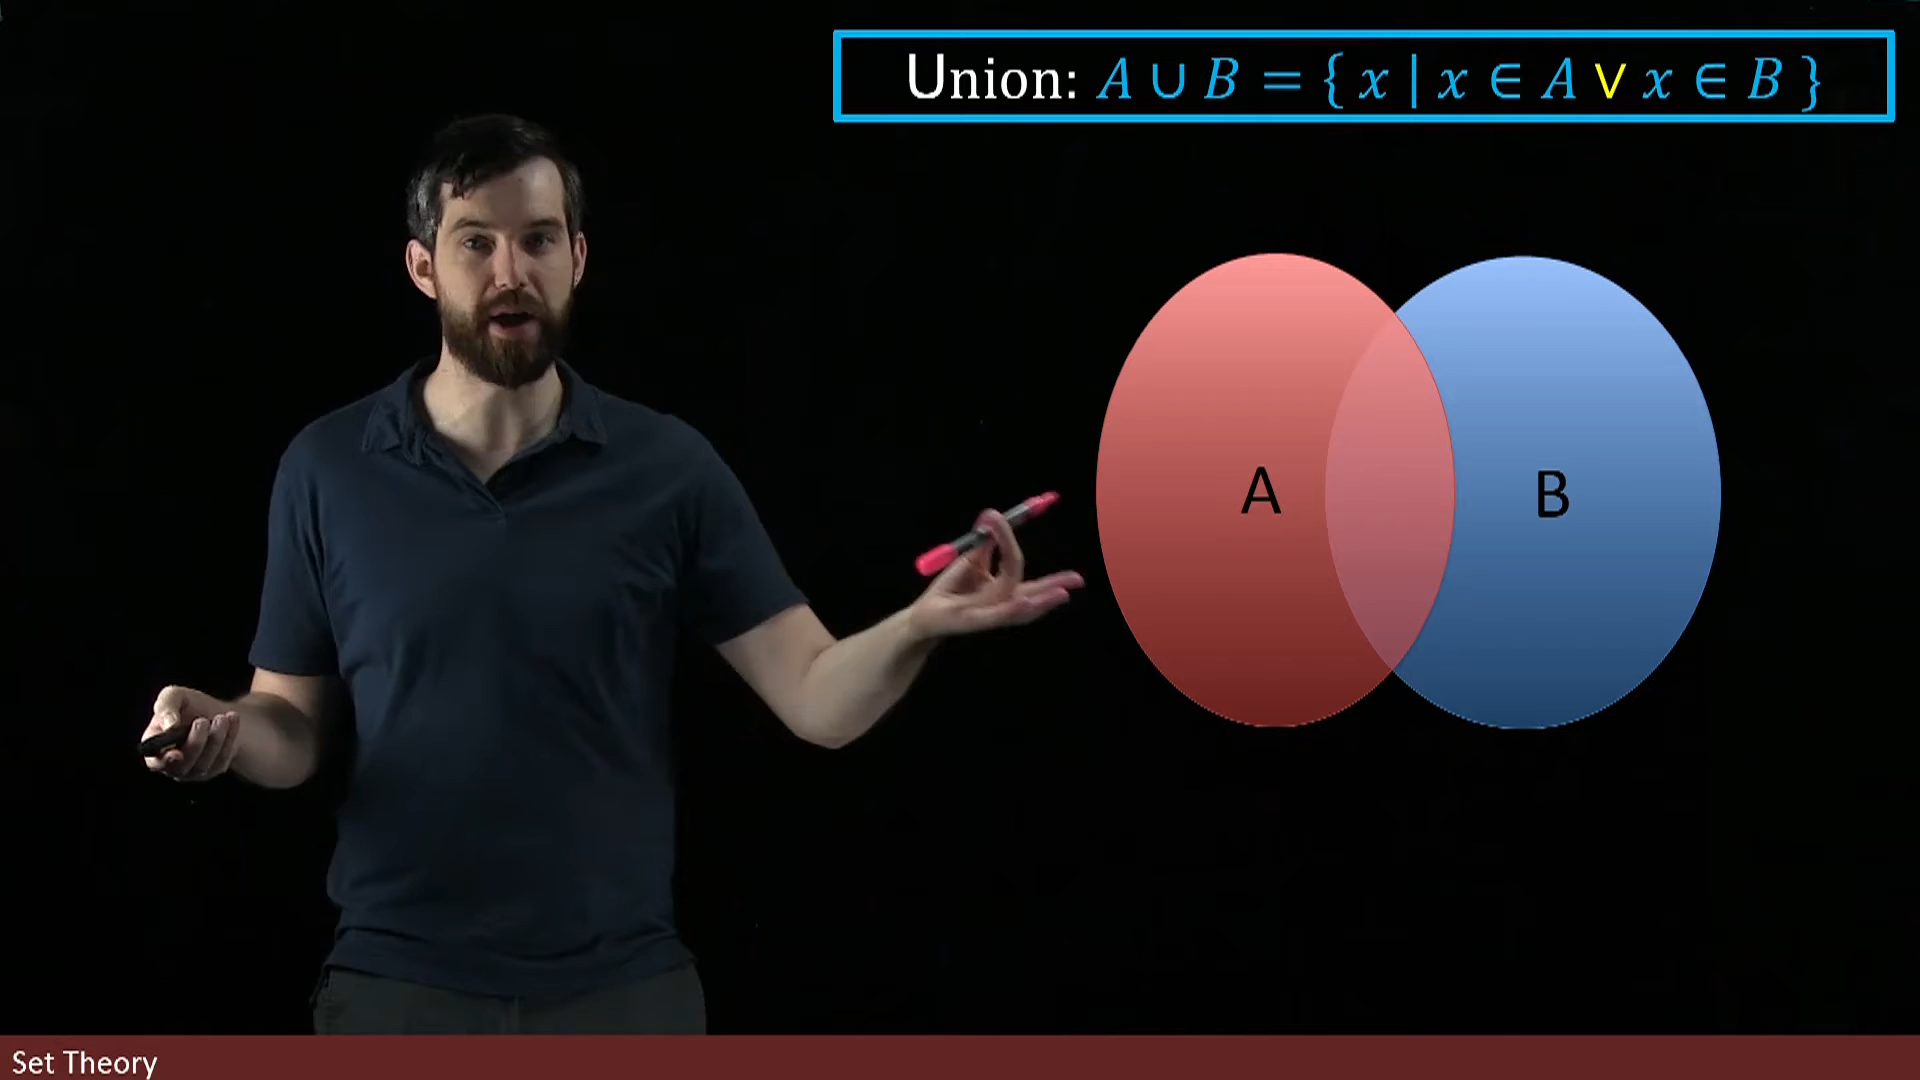 Union: A ∪ B = { x | x ∈ A ∨ x ∈ B }
A
B
Set Theory